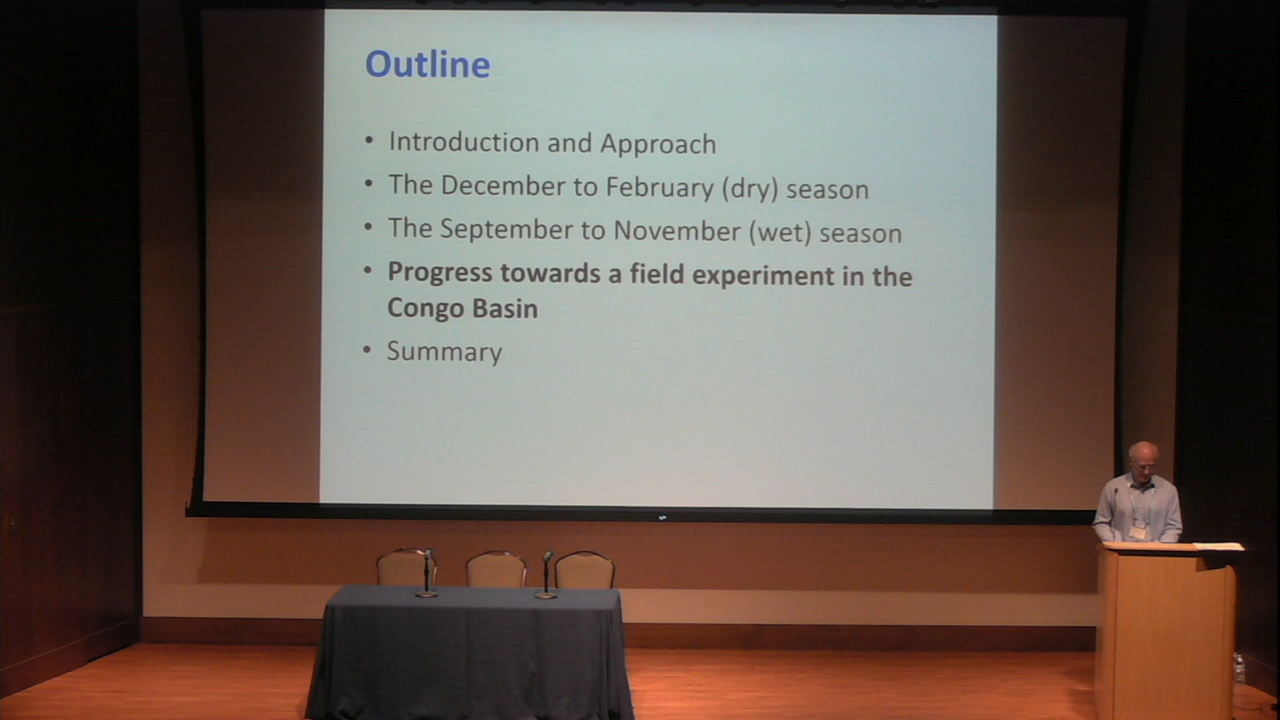 Outline
• Introduction and Approach
• The December to February (dry) season
• The September to November (wet) season
• Progress towards a field experiment in the
Congo Basin
• Summary